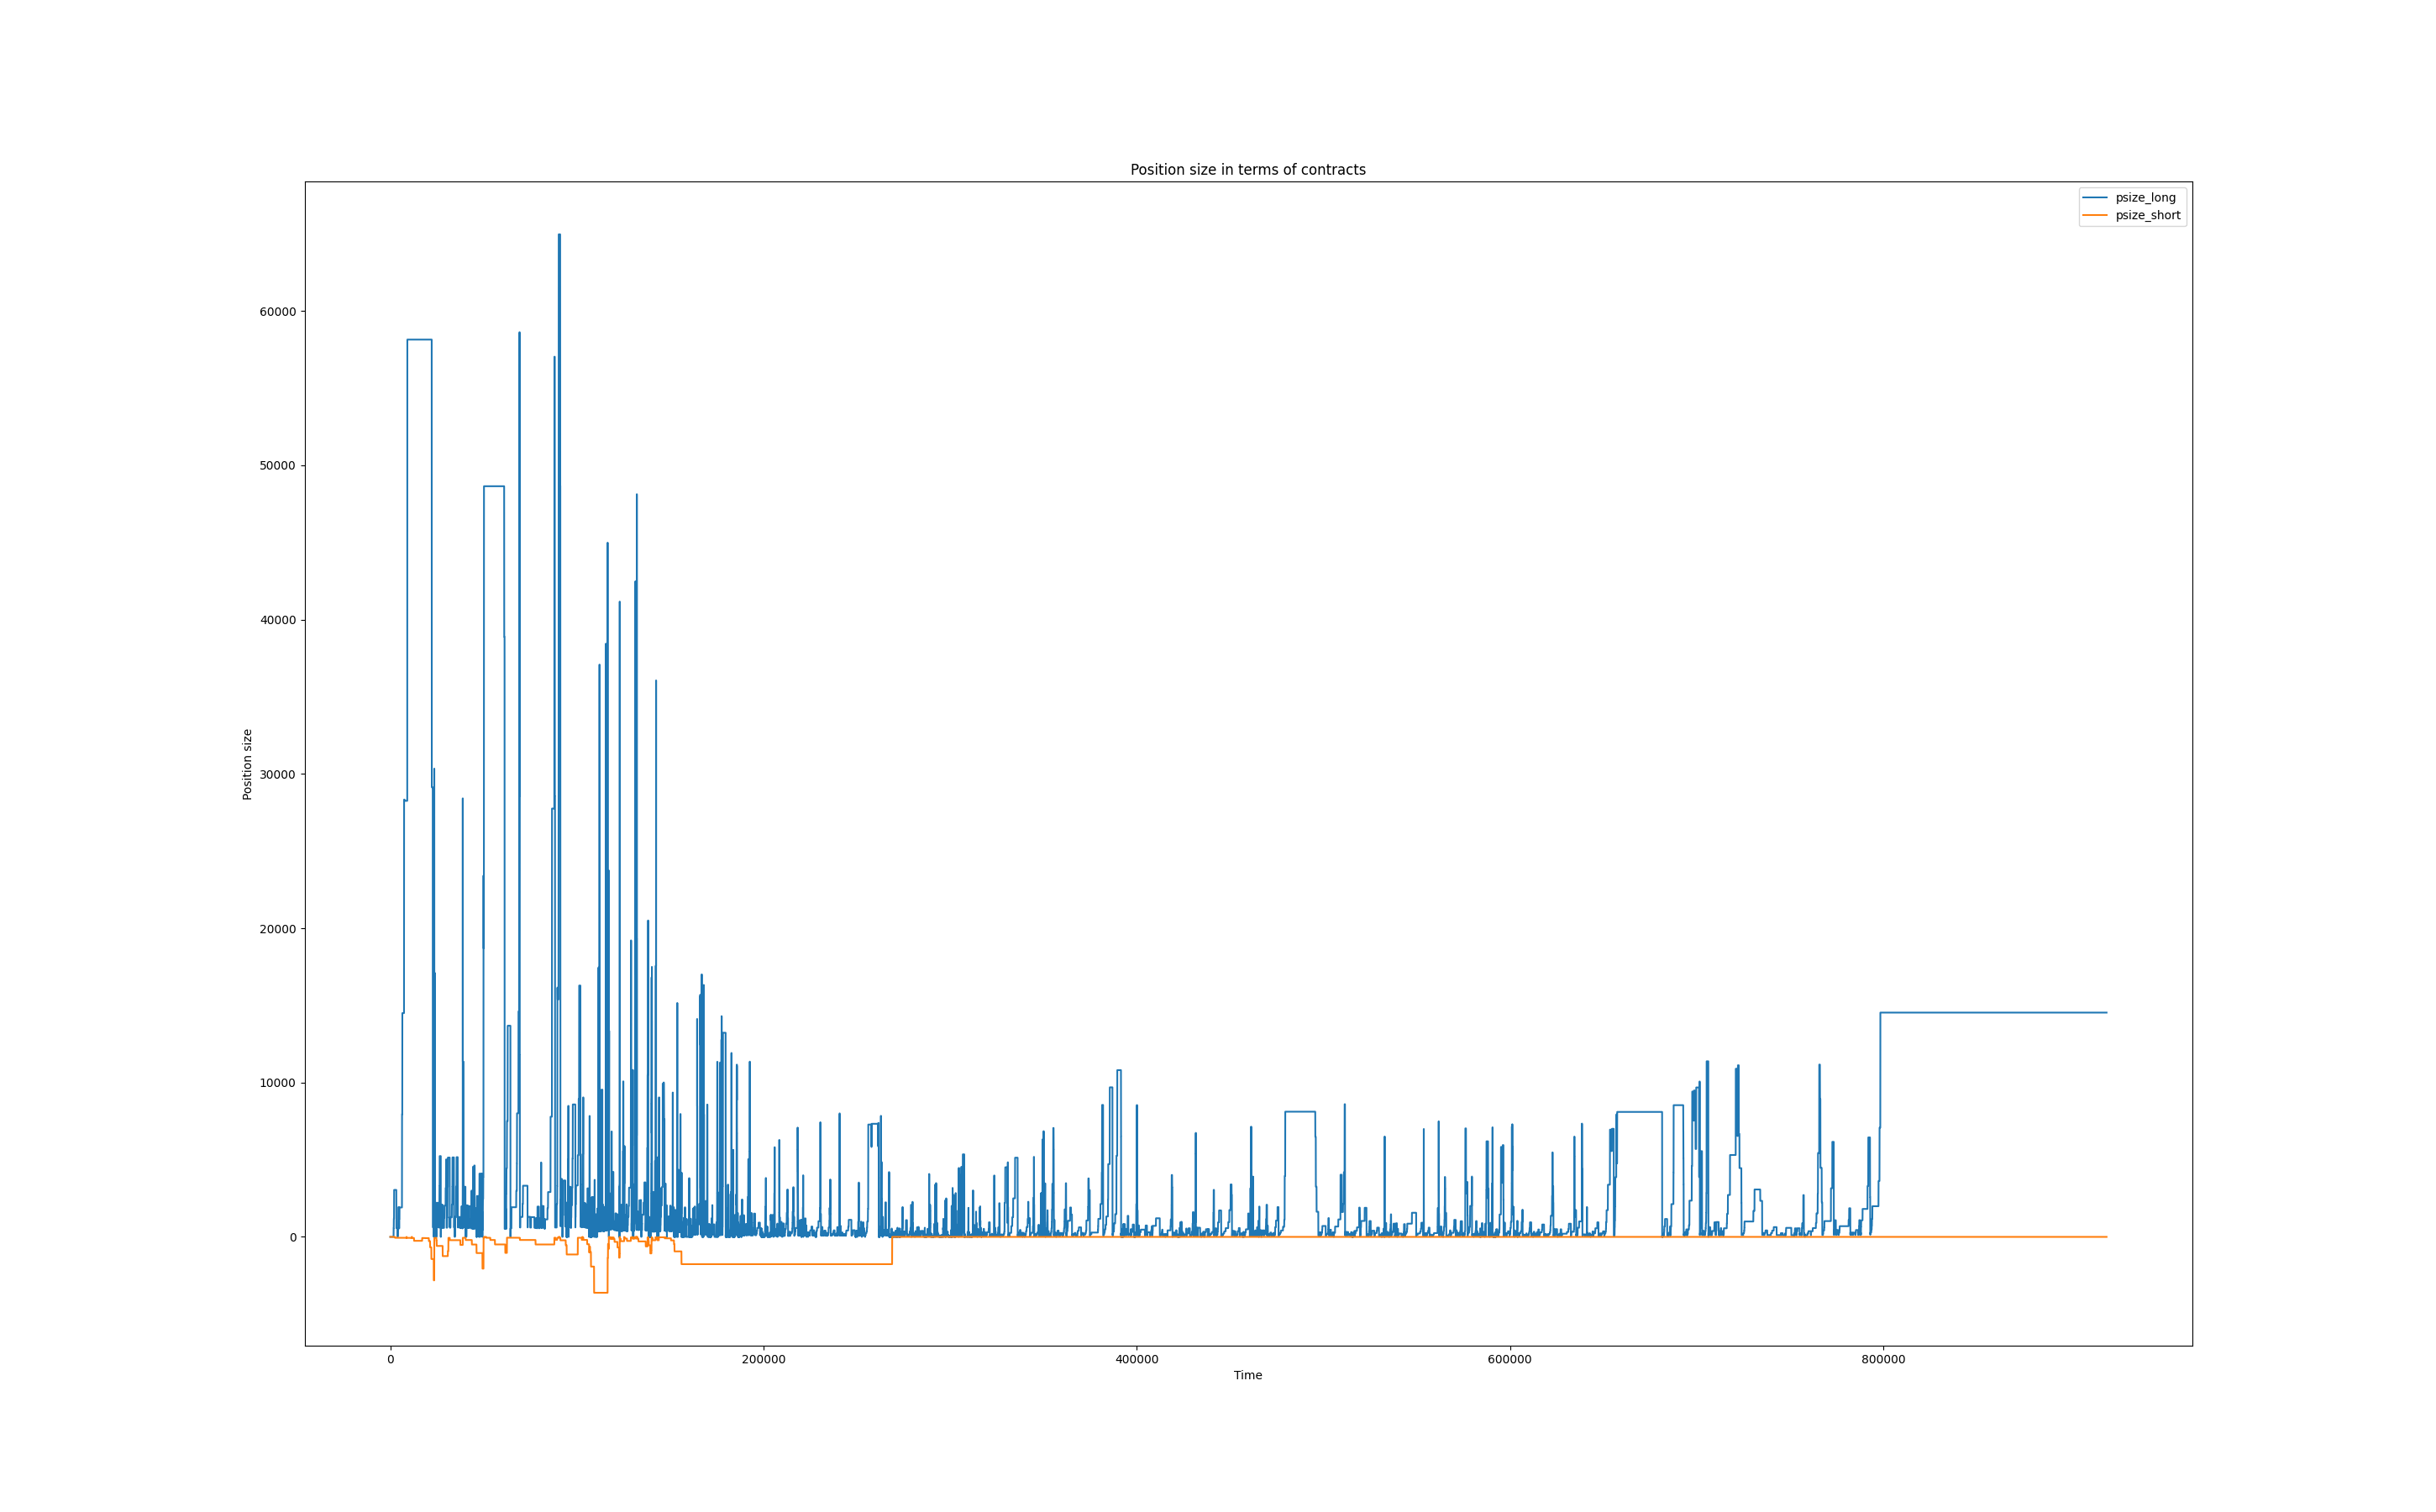 Position size in terms of contracts
psize_long
psize_short
60000
50000
40000
30000
20000
10000
0
Position size
0 200000 400000 600000 800000
Time